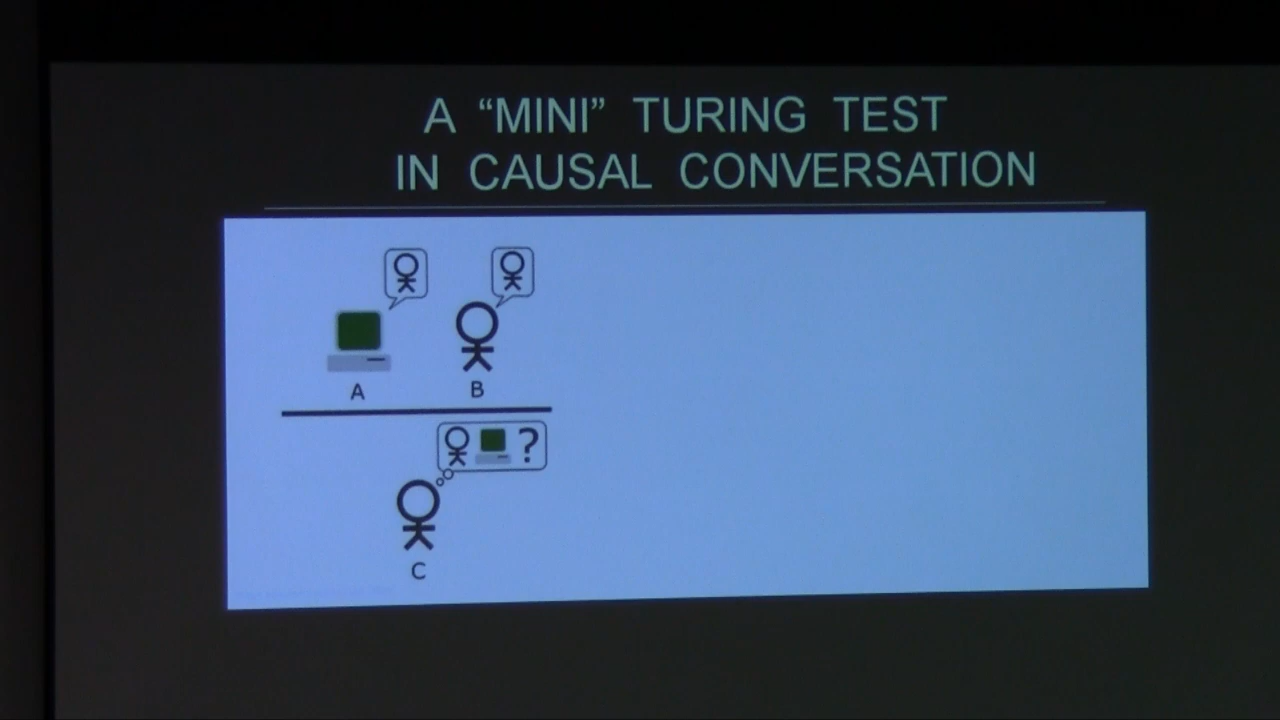 A “MINI” TURING TEST
IN CAUSAL CONVERSATION
A
B
?
C